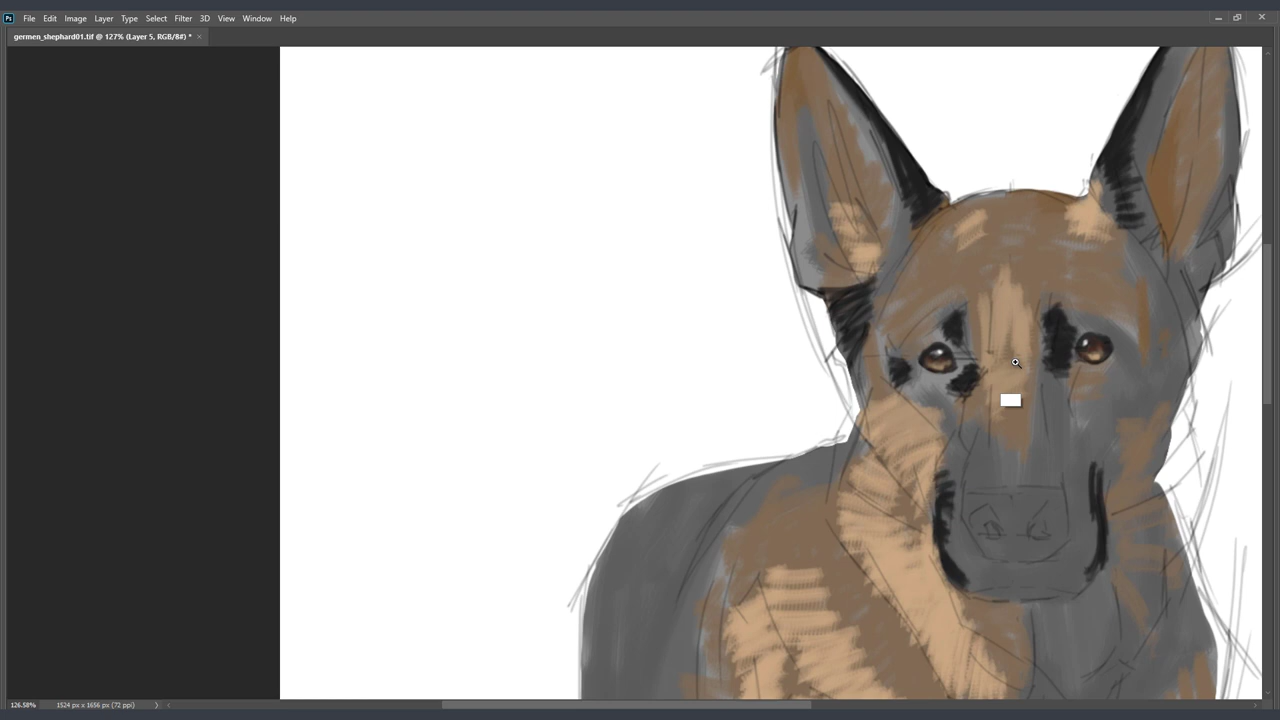 Ps File Edit Image Layer Type Select Filter 3D View Window Help
germen_shephard01.tif @ 127% (Layer 5, RGB/8#) * ×
126.58% 1524 px x 1656 px (72 ppi)